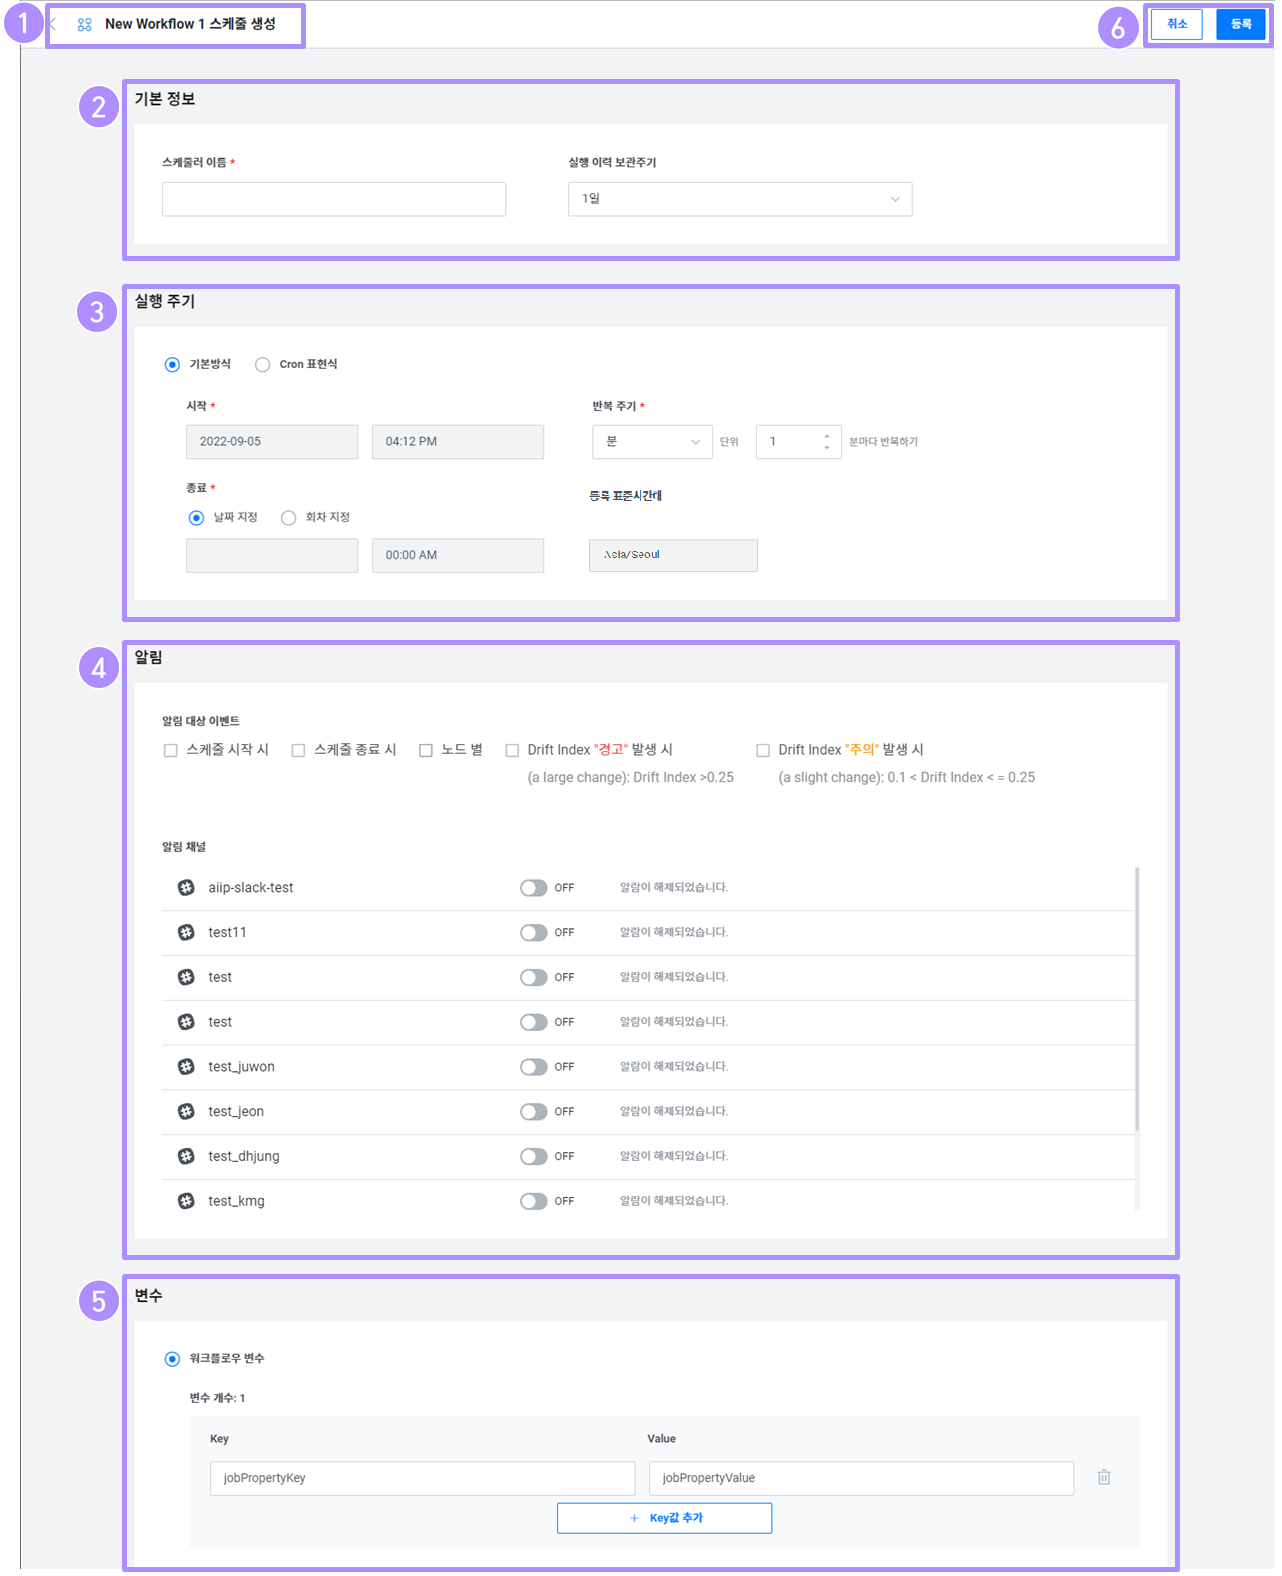 1
New Workflow 1 스케줄 생성
6
취소
등록
2
기본 정보
스케줄러 이름 *
실행 이력 보관주기
1일
3
실행 주기
기본방식
Cron 표현식
시작 *
반복 주기 *
2022-09-05
04:12 PM
분
단위
1
분마다 반복하기
종료 *
등록 표준시간대
날짜 지정
회차 지정
00:00 AM
Asia/Seoul
4
알림
알림 대상 이벤트
스케줄 시작 시
스케줄 종료 시
노드 별
Drift Index "경고" 발생 시
Drift Index "주의" 발생 시
(a large change): Drift Index >0.25
(a slight change): 0.1 < Drift Index < = 0.25
알림 채널
aiip-slack-test OFF 알람이 해제되었습니다.
test11 OFF 알람이 해제되었습니다.
test OFF 알람이 해제되었습니다.
test OFF 알람이 해제되었습니다.
test_juwon OFF 알람이 해제되었습니다.
test_jeon OFF 알람이 해제되었습니다.
test_dhjung OFF 알람이 해제되었습니다.
test_kmg OFF 알람이 해제되었습니다.
5
변수
워크플로우 변수
변수 개수: 1
Key
Value
jobPropertyKey
jobPropertyValue
+ Key값 추가